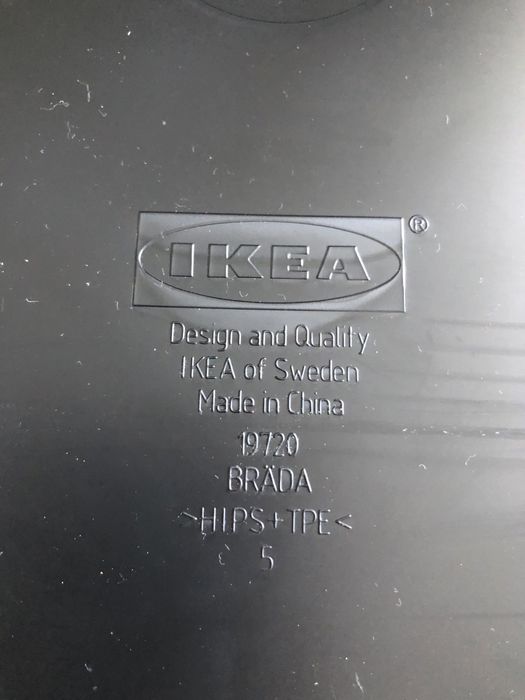 IKEA®
Design and Quality
IKEA of Sweden
Made in China
19720
BRÄDA
>HIPS+TPE<
5